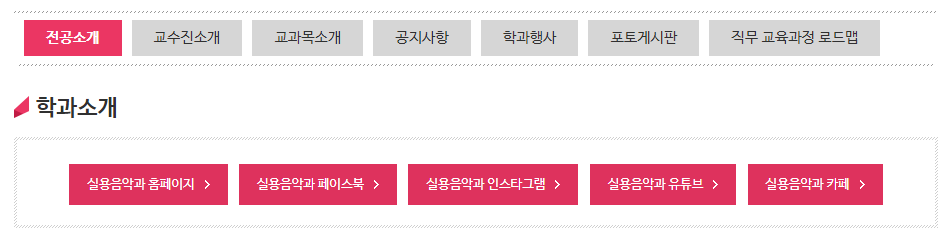 전공소개 교수진소개 교과목소개 공지사항 학과행사 포토게시판 직무 교육과정 로드맵
학과소개
실용음악과 홈페이지 실용음악과 페이스북 실용음악과 인스타그램 실용음악과 유튜브 실용음악과 카페